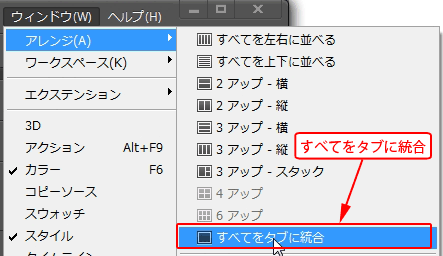 ウィンドウ(W) ヘルプ(H)
アレンジ(A)
ワークスペース(K)
エクステンション
3D
アクション Alt+F9
カラー F6
コピーソース
スウォッチ
スタイル
タイムライン
すべてを左右に並べる
すべてを上下に並べる
2 アップ - 横
2 アップ - 縦
3 アップ - 横
3 アップ - 縦
3 アップ - スタック
4 アップ
6 アップ
すべてをタブに統合
すべてをタブに統合